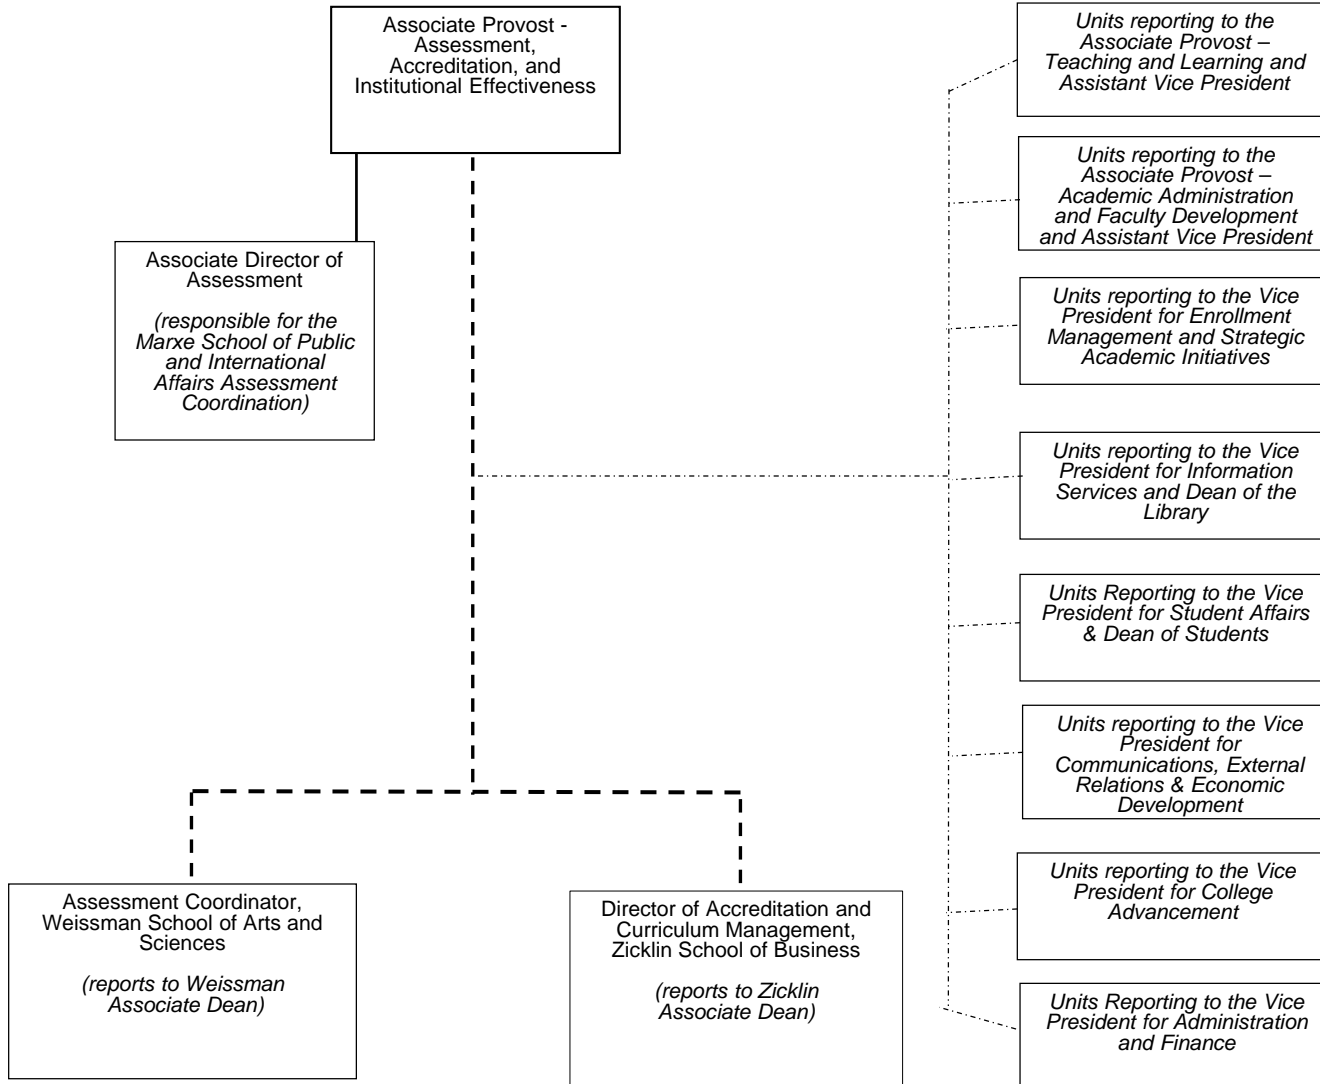 Associate Provost -
Assessment,
Accreditation, and
Institutional Effectiveness
Associate Director of
Assessment
(responsible for the
Marxe School of Public
and International
Affairs Assessment
Coordination)
Assessment Coordinator,
Weissman School of Arts and
Sciences
(reports to Weissman
Associate Dean)
Director of Accreditation and
Curriculum Management,
Zicklin School of Business
(reports to Zicklin
Associate Dean)
Units reporting to the
Associate Provost –
Teaching and Learning and
Assistant Vice President
Units reporting to the
Associate Provost –
Academic Administration
and Faculty Development
and Assistant Vice President
Units reporting to the Vice
President for Enrollment
Management and Strategic
Academic Initiatives
Units reporting to the Vice
President for Information
Services and Dean of the
Library
Units Reporting to the Vice
President for Student Affairs
& Dean of Students
Units reporting to the Vice
President for
Communications, External
Relations & Economic
Development
Units reporting to the Vice
President for College
Advancement
Units Reporting to the Vice
President for Administration
and Finance